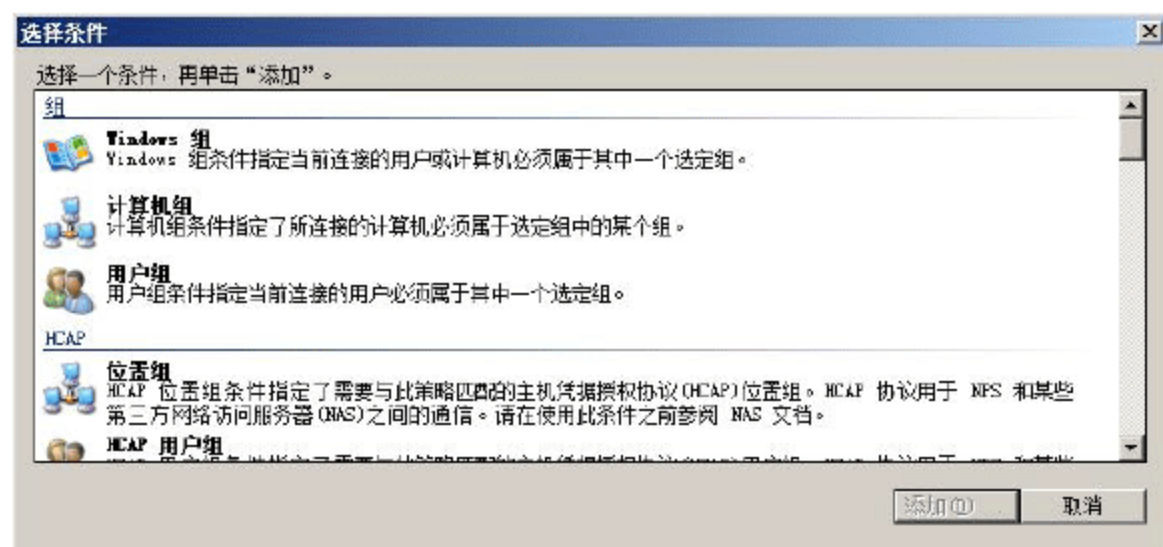 选择条件
选择一个条件，再单击“添加”。
组
Windows 组
Windows 组条件指定当前连接的用户或计算机必须属于其中一个选定组。
计算机组
计算机组条件指定了所连接的计算机必须属于选定组中的某个组。
用户组
用户组条件指定当前连接的用户必须属于其中一个选定组。
HCAP
位置组
HCAP 位置组条件指定了需要与此策略匹配的主机凭据授权协议(HCAP)位置组。HCAP 协议用于 NPS 和某些
第三方网络访问服务器(NAS)之间的通信。请在使用此条件之前参阅 NAS 文档。
HCAP 用户组
添加
取消